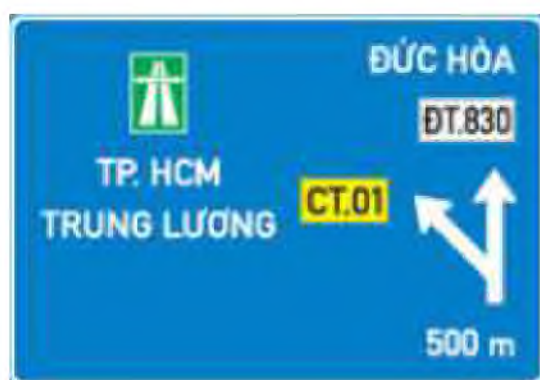 ĐỨC HÒA
ĐT.830
TP. HCM
TRUNG LƯƠNG
CT.01
500 m